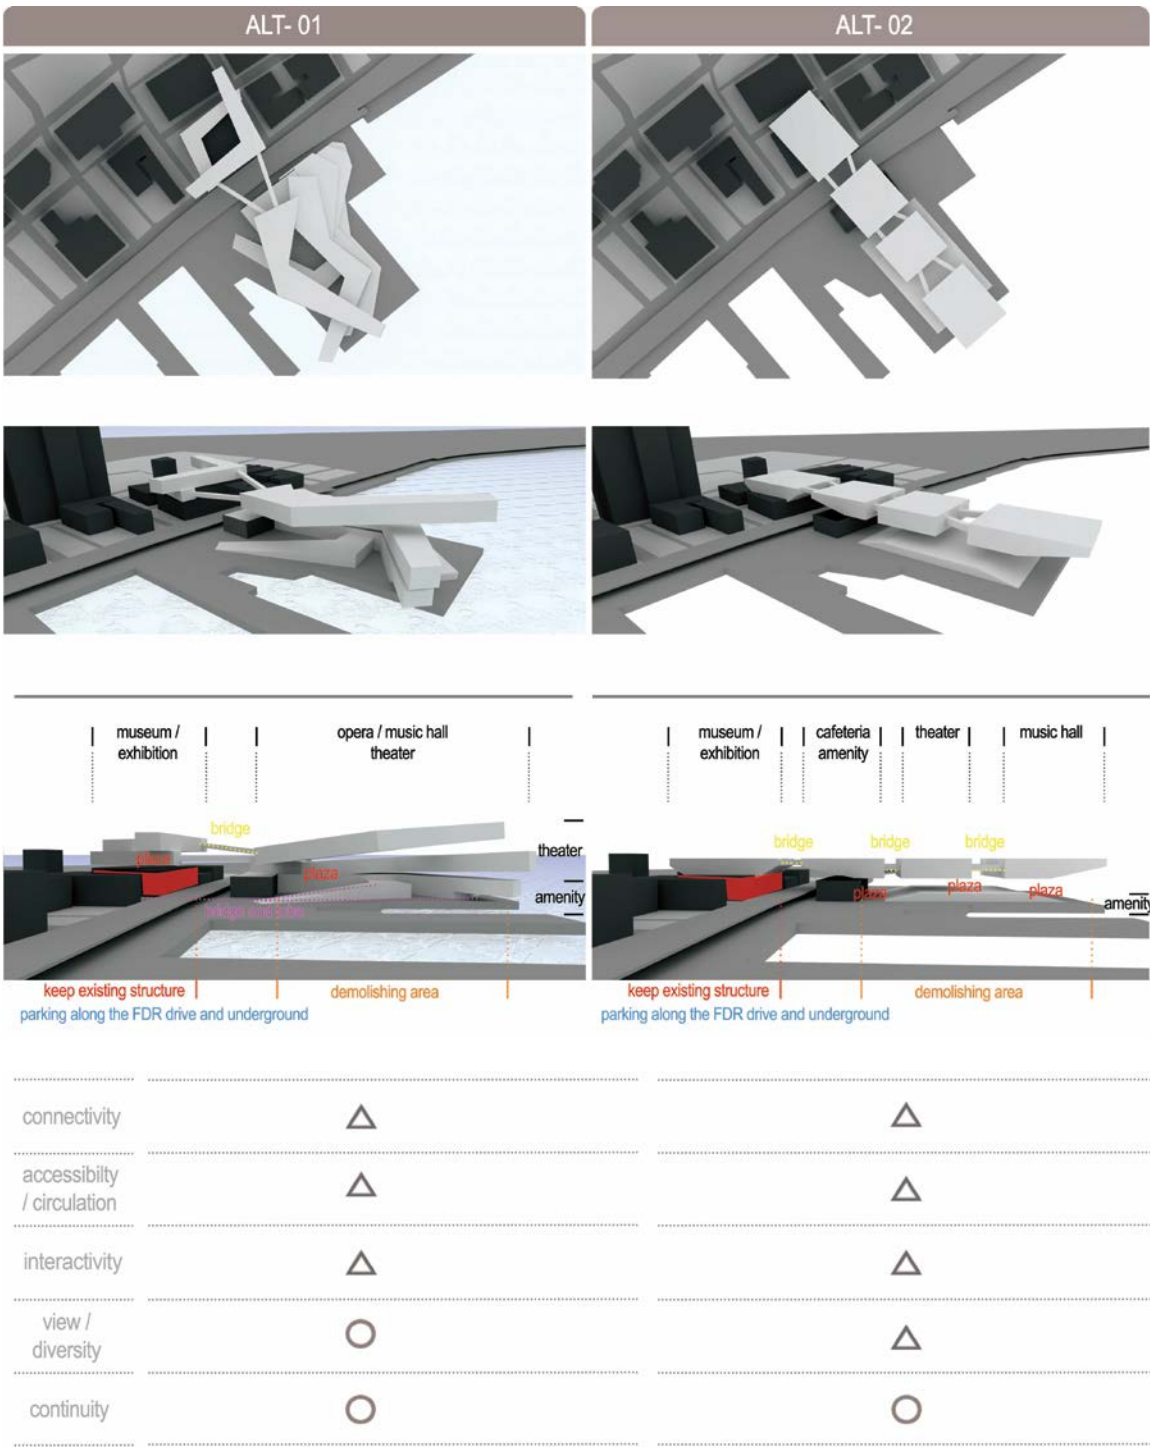 ALT- 01
ALT- 02
museum /
exhibition
opera / music hall
theater
bridge
plaza
plaza
theater
amenity
keep existing structure
demolishing area
parking along the FDR drive and underground
museum /
exhibition
cafeteria
amenity
theater
music hall
bridge
bridge
bridge
plaza
plaza
plaza
amenity
keep existing structure
demolishing area
parking along the FDR drive and underground
connectivity
accessibilty
/ circulation
interactivity
view /
diversity
continuity